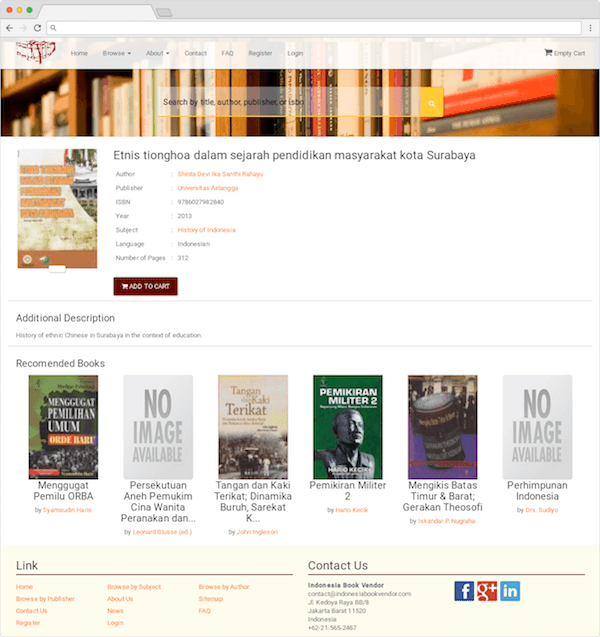 Home Browse About Contact FAQ Register Login Empty Cart
Search by title, author, publisher, or isbn
Etnis tionghoa dalam sejarah pendidikan masyarakat kota Surabaya
Author : Shinta Devi Ika Santhi Rahayu
Publisher : Universitas Airlangga
ISBN : 9786027982840
Year : 2013
Subject : History of Indonesia
Language : Indonesian
Number of Pages : 312
ADD TO CART
Additional Description
History of ethnic Chinese in Surabaya in the context of education.
Recomended Books
MENGGUGAT
PEMILIHAN
UMUM
ORDE BARU
NO
IMAGE
AVAILABLE
Tangan
dan Kaki
Terikat
PEMIKIRAN
MILITER 2
HARIO KECIK
NO
IMAGE
AVAILABLE
Menggugat
Pemilu ORBA
by Syamsudin Haris
Persekutuan
Aneh Pemukim
Cina Wanita
Peranakan dan...
by Leonard Blusse (ed.)
Tangan dan Kaki
Terikat; Dinamika
Buruh, Sarekat
K...
by John Ingleson
Pemikiran Militer
2
by Hario Kecik
Mengikis Batas
Timur & Barat;
Gerakan Theosofi
by Iskandar P. Nugraha
Perhimpunan
Indonesia
by Drs. Sudiyo
Link
Home Browse by Subject Browse by Author
Browse by Publisher About Us Sitemap
Contact Us News FAQ
Register Login
Contact Us
Indonesia Book Vendor
contact@indonesiabookvendor.com
Jl. Kedoya Raya BB/8
Jakarta Barat 11520
Indonesia
+62-21-565-2467
f g+ in